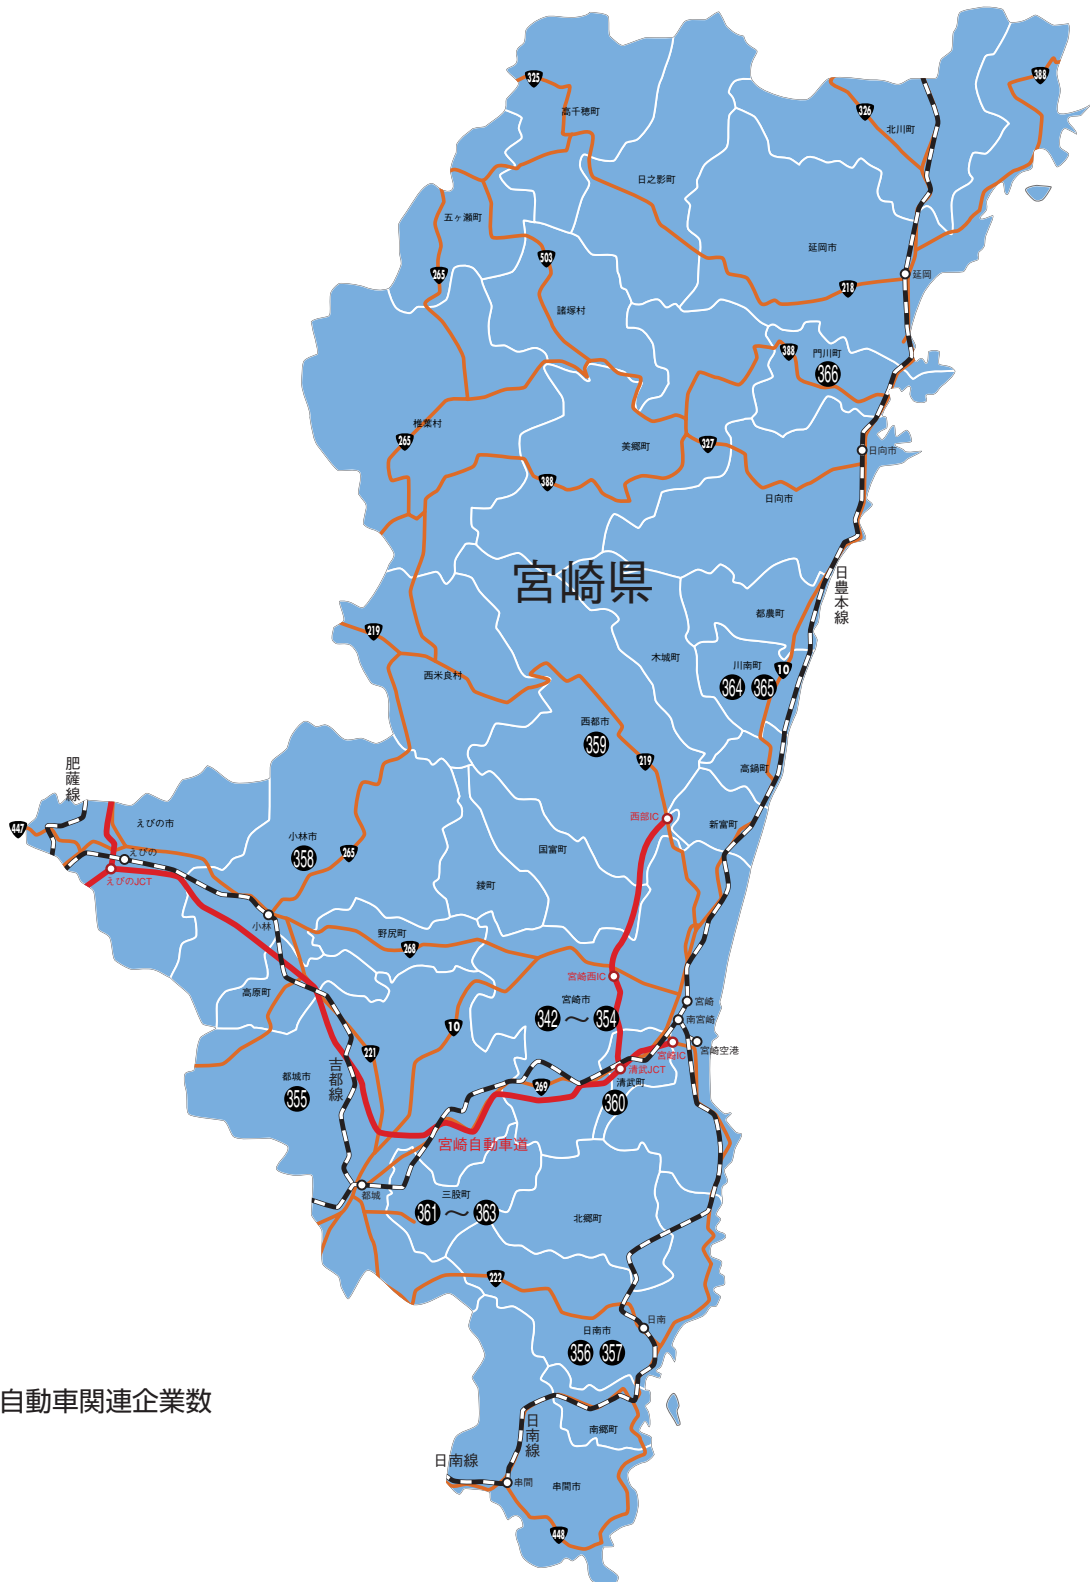 325
388
高千穂町
326
北川町
日之影町
五ヶ瀬町
延岡市
503
265
延岡
218
諸塚村
388
門川町
366
椎葉村
265
美郷町
327
日向市
388
日向市
宮崎県
日豊本線
都農町
219
木城町
西米良村
川南町
10
364 365
西都市
359
219
高鍋町
肥薩線
447
えびの市
西部IC
新富町
小林市
358
265
えびの
えびのJCT
国富町
綾町
小林
野尻町
268
宮崎西IC
高原町
宮崎市
宮崎
342～354
南宮崎
10
宮崎IC
宮崎空港
221
吉都線
清武JCT
都城市
355
269
清武町
360
宮崎自動車道
都城
三股町
361～363
北郷町
222
日南
日南市
356 357
自動車関連企業数
日南線
南郷町
日南線
串間
串間市
448